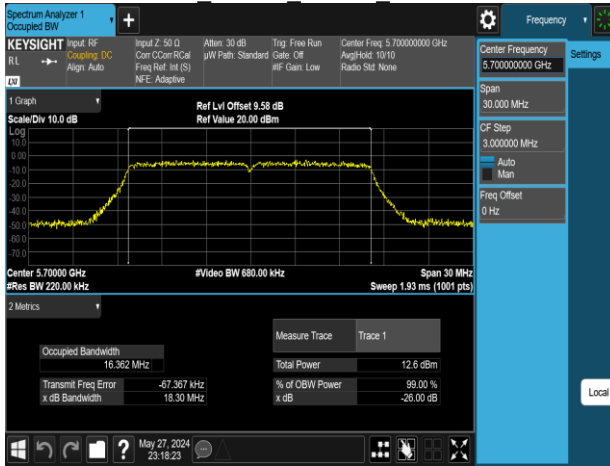 Spectrum Analyzer 1
Occupied BW
Frequency
KEYSIGHT
Input: RF
Coupling: DC
Align: Auto
R L
LXI
Input Z: 50 Ω
Corr CCorr RCal
Freq Ref: Int (S)
NFE: Adaptive
Atten: 30 dB
µW Path: Standard
Trig: Free Run
Gate: Off
#IF Gain: Low
Center Freq: 5.700000000 GHz
Avg|Hold: 10/10
Radio Std: None
Center Frequency
5.700000000 GHz
Settings
Span
30.000 MHz
CF Step
3.000000 MHz
Auto
Man
Freq Offset
0 Hz
1 Graph
Scale/Div 10.0 dB
Ref Lvl Offset 9.58 dB
Ref Value 20.00 dBm
Log
10.0
0.00
-10.0
-20.0
-30.0
-40.0
-50.0
-60.0
-70.0
Center 5.70000 GHz
#Video BW 680.00 kHz
Span 30 MHz
#Res BW 220.00 kHz
Sweep 1.93 ms (1001 pts)
2 Metrics
Measure Trace
Trace 1
Occupied Bandwidth
16.362 MHz
Total Power
12.6 dBm
Transmit Freq Error
-67.367 kHz
% of OBW Power
99.00 %
x dB Bandwidth
18.30 MHz
x dB
-26.00 dB
Local
?
May 27, 2024
23:18:23